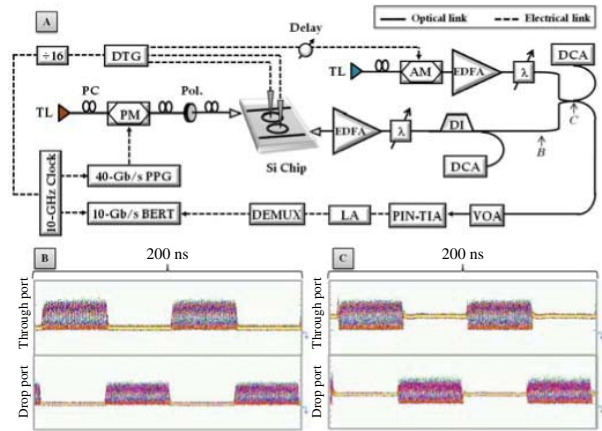 A
Optical link
Electrical link
Delay
÷16
DTG
TL
AM
EDFA
λ
DCA
PC
Pol.
TL
PM
EDFA
λ
DI
C
B
Si Chip
DCA
10-GHz Clock
40-Gb/s PPG
10-Gb/s BERT
DEMUX
LA
PIN-TIA
VOA
B
200 ns
C
200 ns
Through port
Through port
Drop port
Drop port